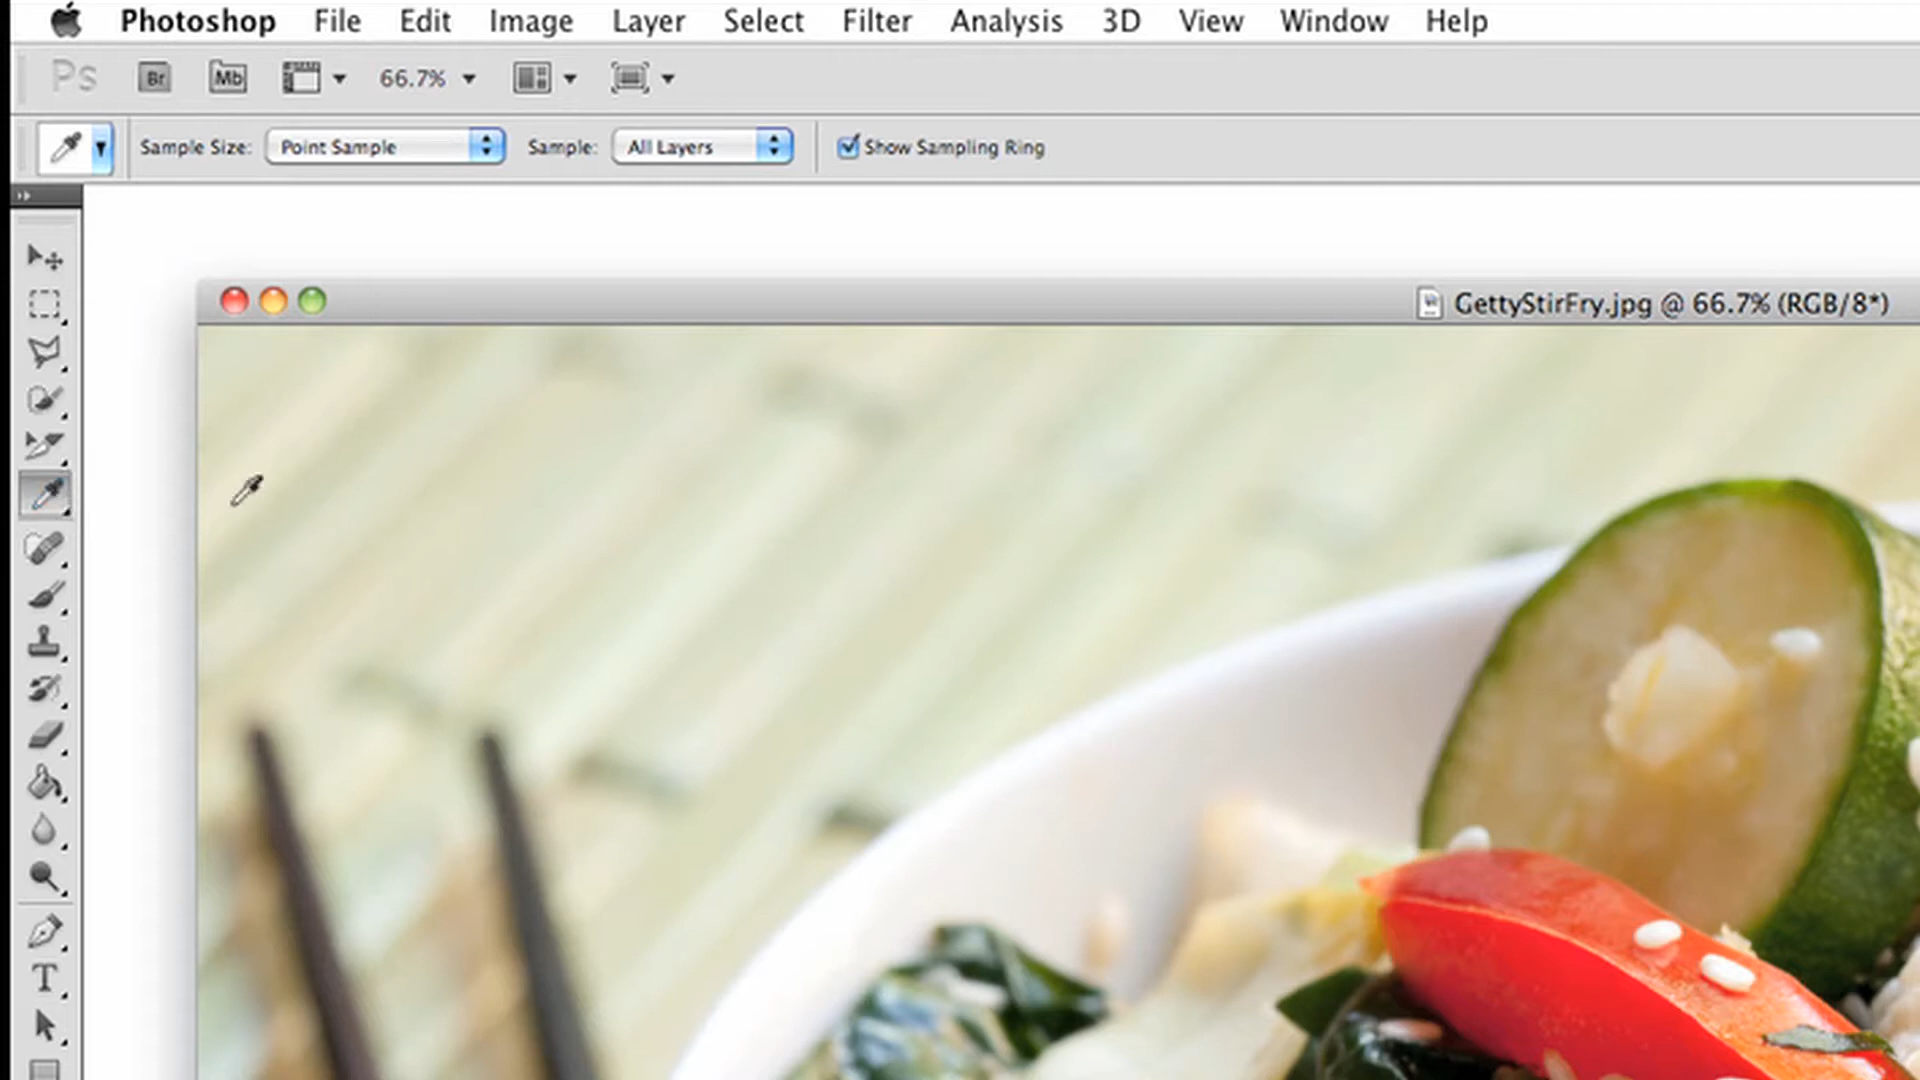 Photoshop File Edit Image Layer Select Filter Analysis 3D View Window Help
Ps Br Mb 66.7%
Sample Size: Point Sample Sample: All Layers Show Sampling Ring
GettyStirFry.jpg @ 66.7% (RGB/8*)
T